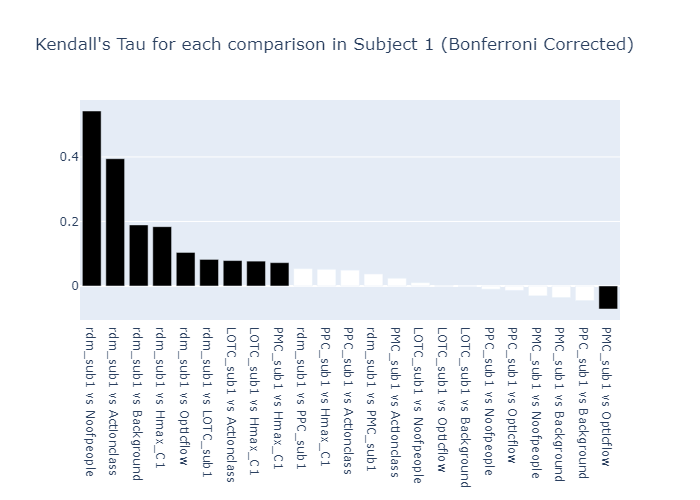 Kendall's Tau for each comparison in Subject 1 (Bonferroni Corrected)
0.4
0.2
0
rdm_sub1 vs Noofpeople
rdm_sub1 vs Actionclass
rdm_sub1 vs Background
rdm_sub1 vs Hmax_C1
rdm_sub1 vs Opticflow
rdm_sub1 vs LOTC_sub1
LOTC_sub1 vs Actionclass
LOTC_sub1 vs Hmax_C1
PMC_sub1 vs Hmax_C1
rdm_sub1 vs PPC_sub1
PPC_sub1 vs Hmax_C1
PPC_sub1 vs Actionclass
rdm_sub1 vs PMC_sub1
PMC_sub1 vs Actionclass
LOTC_sub1 vs Noofpeople
LOTC_sub1 vs Opticflow
LOTC_sub1 vs Background
PPC_sub1 vs Noofpeople
PPC_sub1 vs Opticflow
PMC_sub1 vs Noofpeople
PMC_sub1 vs Background
PPC_sub1 vs Background
PMC_sub1 vs Opticflow